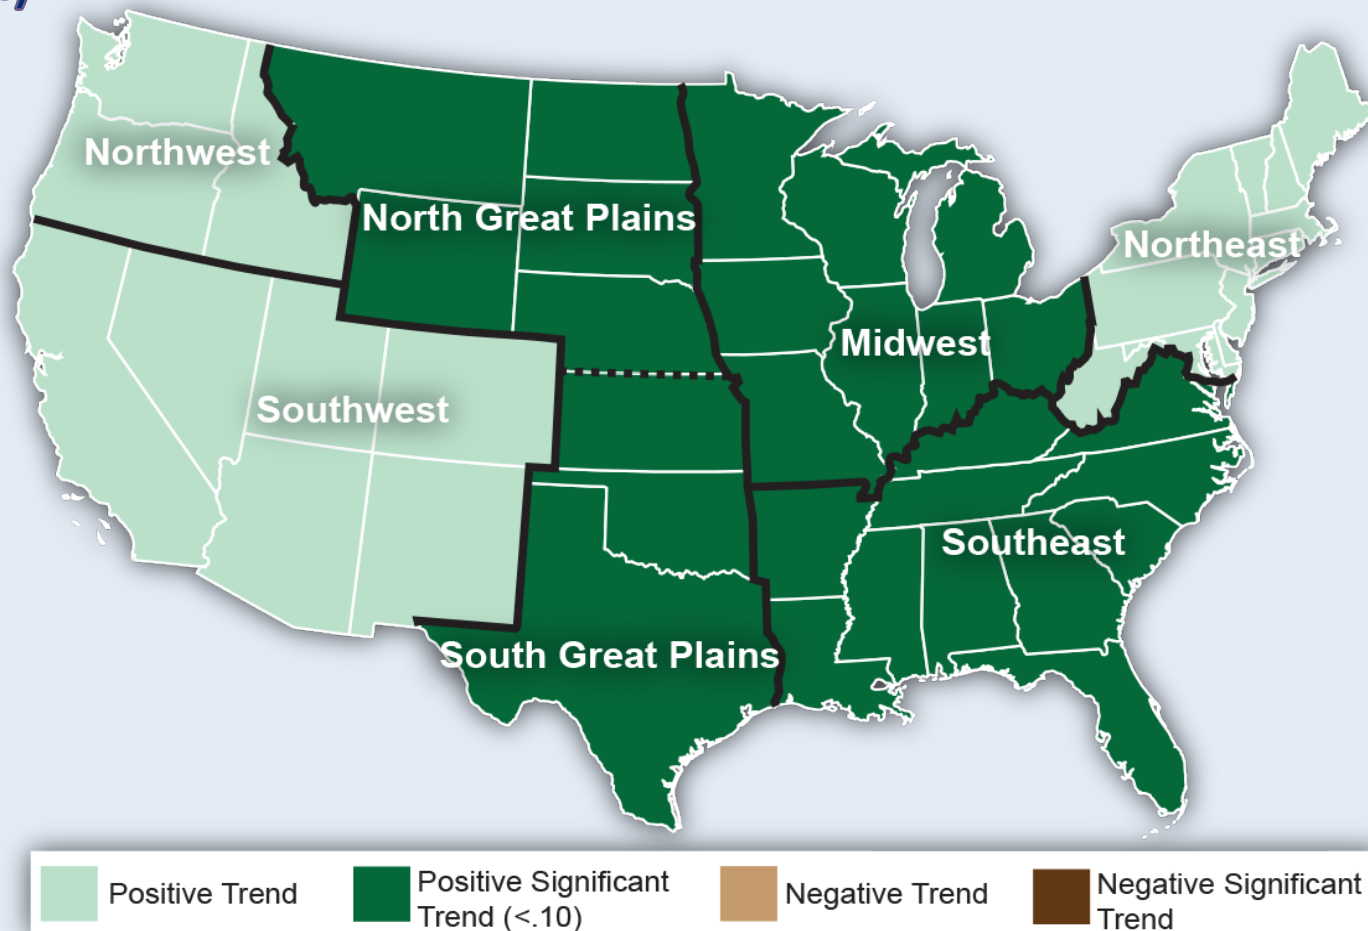 Northwest
North Great Plains
Northeast
Midwest
Southwest
Southeast
South Great Plains
Positive Trend
Positive Significant
Trend (<.10)
Negative Trend
Negative Significant
Trend